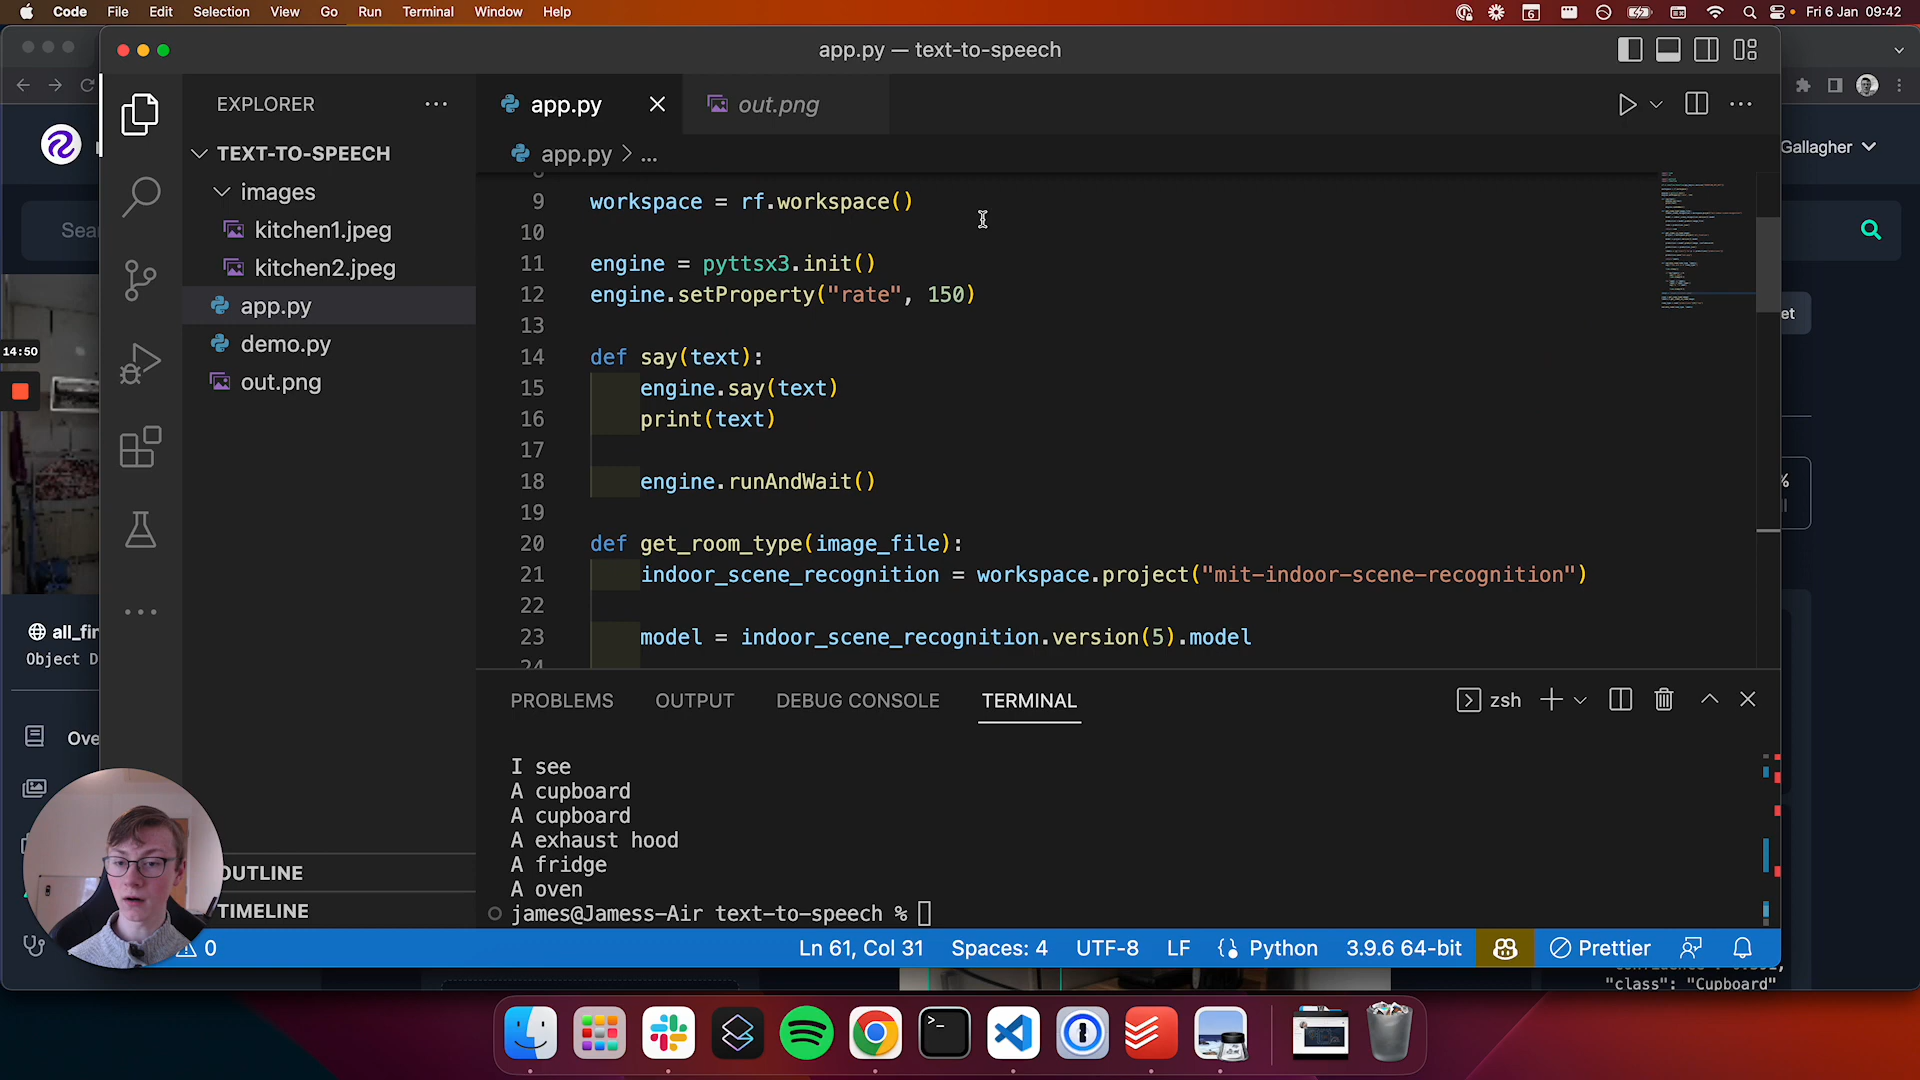 Code File Edit Selection View Go Run Terminal Window Help
6
Fri 6 Jan 09:42
app.py — text-to-speech
EXPLORER
app.py
out.png
TEXT-TO-SPEECH
app.py > ...
Gallagher
images
kitchen1.jpeg
kitchen2.jpeg
app.py
demo.py
out.png
Sea
14:50
et
%
8
9 workspace = rf.workspace()
10
11 engine = pyttsx3.init()
12 engine.setProperty("rate", 150)
13
14 def say(text):
15 engine.say(text)
16 print(text)
17
18 engine.runAndWait()
19
20 def get_room_type(image_file):
21 indoor_scene_recognition = workspace.project("mit-indoor-scene-recognition")
22
23 model = indoor_scene_recognition.version(5).model
24
all_fir
Object D
Ove
PROBLEMS OUTPUT DEBUG CONSOLE TERMINAL
zsh
I see
A cupboard
A cupboard
A exhaust hood
A fridge
A oven
james@Jamess-Air text-to-speech %
OUTLINE
TIMELINE
0
Ln 61, Col 31 Spaces: 4 UTF-8 LF Python 3.9.6 64-bit Prettier
"class": "Cupboard"